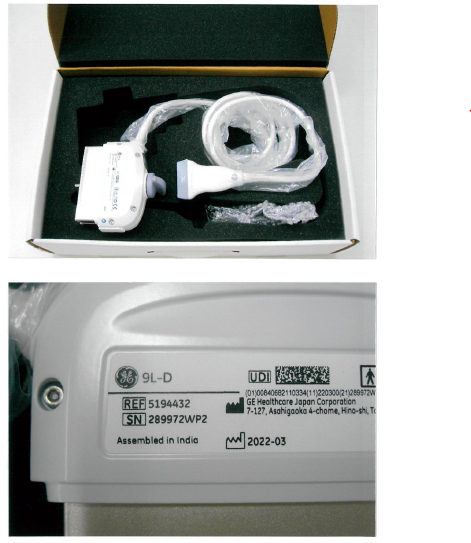 GE 9L-D
UDI
(01)00840682110334(11)220300(21)289972W
REF 5194432
GE Healthcare Japan Corporation
SN 289972WP2
7-127, Asahigaoka 4-chome, Hino-shi, To
Assembled in India
2022-03